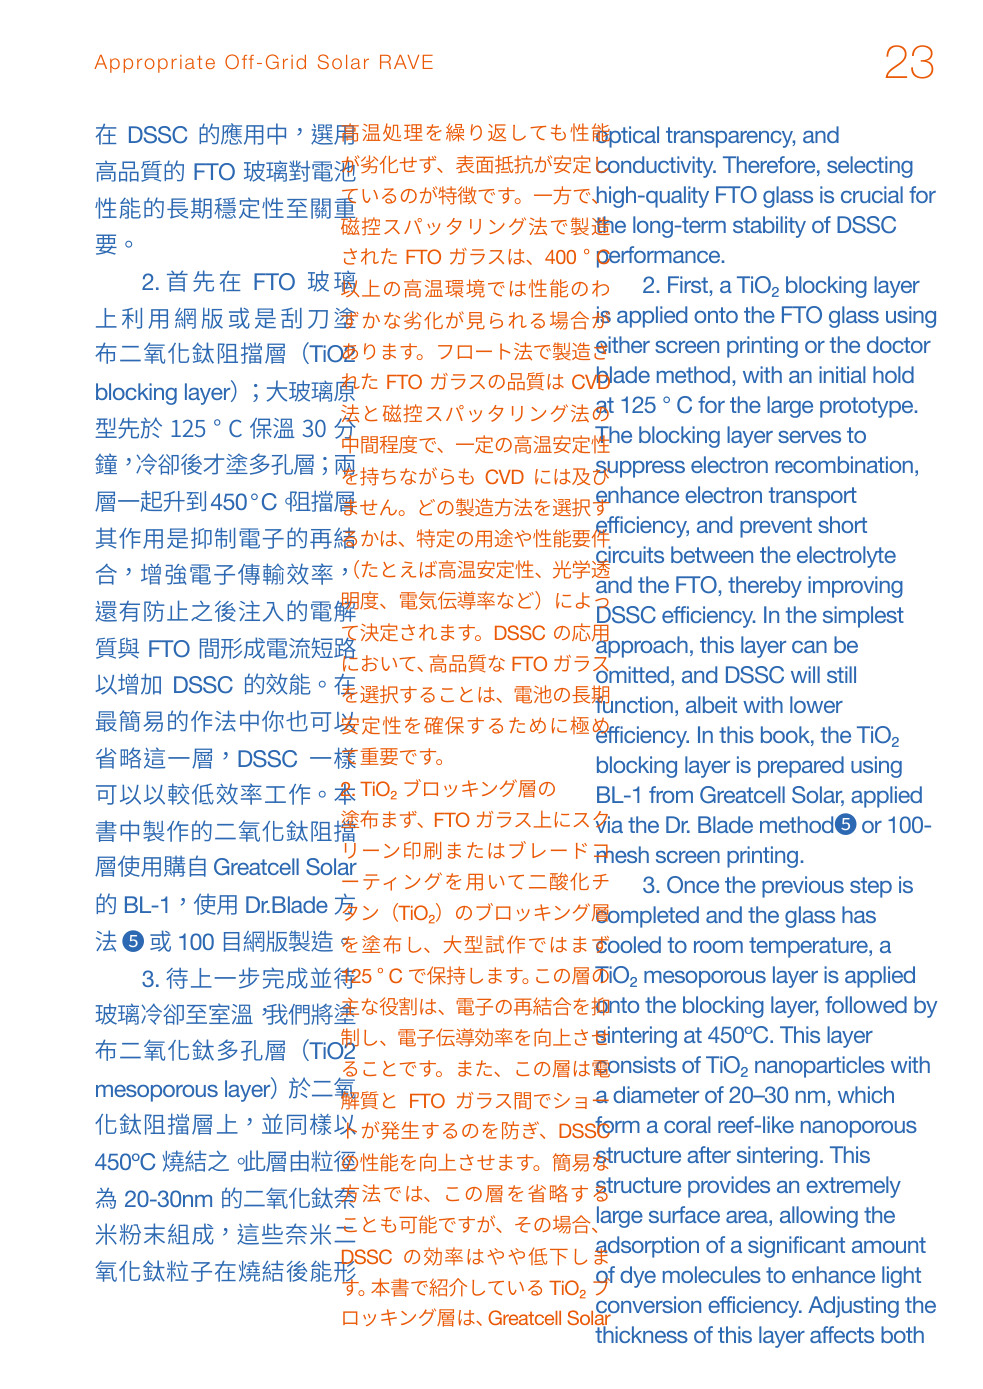 Appropriate Off-Grid Solar RAVE
23
在 DSSC 的應用中，選用
高品質的 FTO 玻璃對電池
性能的長期穩定性至關重
要。
2. 首先在 FTO 玻璃
上利用網版或是刮刀塗
布二氧化鈦阻擋層（TiO2
blocking layer）；大玻璃原
型先於 125 ° C 保溫 30 分
鐘，冷卻後才塗多孔層；兩
層一起升到 450 ° C。阻擋層
其作用是抑制電子的再結
合，增強電子傳輸效率，
還有防止之後注入的電解
質與 FTO 間形成電流短路
以增加 DSSC 的效能。在
最簡易的作法中你也可以
省略這一層，DSSC 一樣
可以以較低效率工作。本
書中製作的二氧化鈦阻擋
層使用購自 Greatcell Solar
的 BL-1，使用 Dr.Blade 方
法 ❺ 或 100 目網版製造。
3. 待上一步完成並待
玻璃冷卻至室溫，我們將塗
布二氧化鈦多孔層（TiO2
mesoporous layer）於二氧
化鈦阻擋層上，並同樣以
450ºC 燒結之。此層由粒徑
為 20-30nm 的二氧化鈦奈
米粉末組成，這些奈米二
氧化鈦粒子在燒結後能形
高温処理を繰り返しても性能
が劣化せず、表面抵抗が安定し
ているのが特徴です。一方で、
磁控スパッタリング法で製造
された FTO ガラスは、400 ° C
以上の高温環境では性能のわ
ずかな劣化が見られる場合が
あります。フロート法で製造さ
れた FTO ガラスの品質は CVD
法と磁控スパッタリング法の
中間程度で、一定の高温安定性
を持ちながらも CVD には及び
ません。どの製造方法を選択す
るかは、特定の用途や性能要件
（たとえば高温安定性、光学透
明度、電気伝導率など）によっ
て決定されます。DSSC の応用
において、高品質な FTO ガラス
を選択することは、電池の長期
安定性を確保するために極め
て重要です。
2. TiO₂ ブロッキング層の
塗布まず、FTO ガラス上にスク
リーン印刷またはブレードコ
ーティングを用いて二酸化チ
タン（TiO₂）のブロッキング層
を塗布し、大型試作ではまず
125 ° C で保持します。この層の
主な役割は、電子の再結合を抑
制し、電子伝導効率を向上させ
ることです。また、この層は電
解質と FTO ガラス間でショー
トが発生するのを防ぎ、DSSC
の性能を向上させます。簡易な
方法では、この層を省略する
ことも可能ですが、その場合、
DSSC の効率はやや低下しま
す。本書で紹介している TiO₂ ブ
ロッキング層は、Greatcell Solar
optical transparency, and
conductivity. Therefore, selecting
high-quality FTO glass is crucial for
the long-term stability of DSSC
performance.
2. First, a TiO₂ blocking layer
is applied onto the FTO glass using
either screen printing or the doctor
blade method, with an initial hold
at 125 ° C for the large prototype.
The blocking layer serves to
suppress electron recombination,
enhance electron transport
efficiency, and prevent short
circuits between the electrolyte
and the FTO, thereby improving
DSSC efficiency. In the simplest
approach, this layer can be
omitted, and DSSC will still
function, albeit with lower
efficiency. In this book, the TiO₂
blocking layer is prepared using
BL-1 from Greatcell Solar, applied
via the Dr. Blade method❺ or 100-
mesh screen printing.
3. Once the previous step is
completed and the glass has
cooled to room temperature, a
TiO₂ mesoporous layer is applied
onto the blocking layer, followed by
sintering at 450ºC. This layer
consists of TiO₂ nanoparticles with
a diameter of 20–30 nm, which
form a coral reef-like nanoporous
structure after sintering. This
structure provides an extremely
large surface area, allowing the
adsorption of a significant amount
of dye molecules to enhance light
conversion efficiency. Adjusting the
thickness of this layer affects both